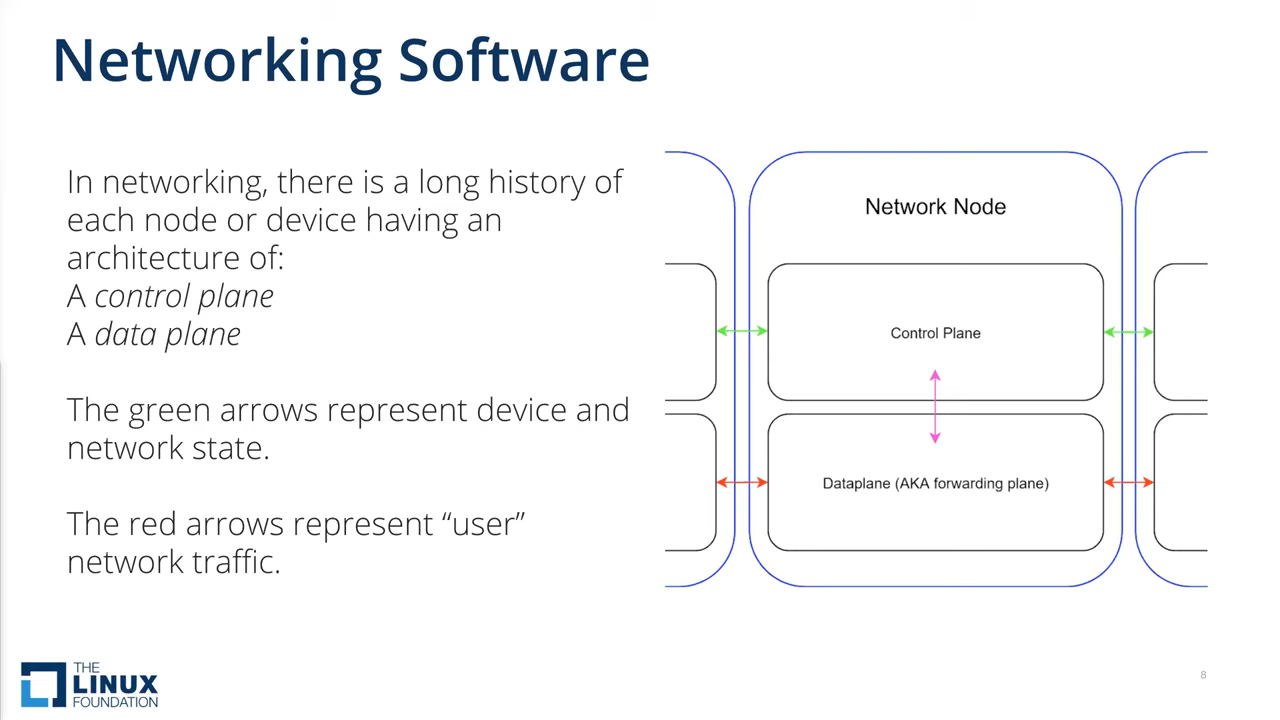 Networking Software
In networking, there is a long history of
each node or device having an
architecture of:
A control plane
A data plane
The green arrows represent device and
network state.
The red arrows represent “user”
network traffic.
Network Node
Control Plane
Dataplane (AKA forwarding plane)
THE
LINUX
FOUNDATION
8